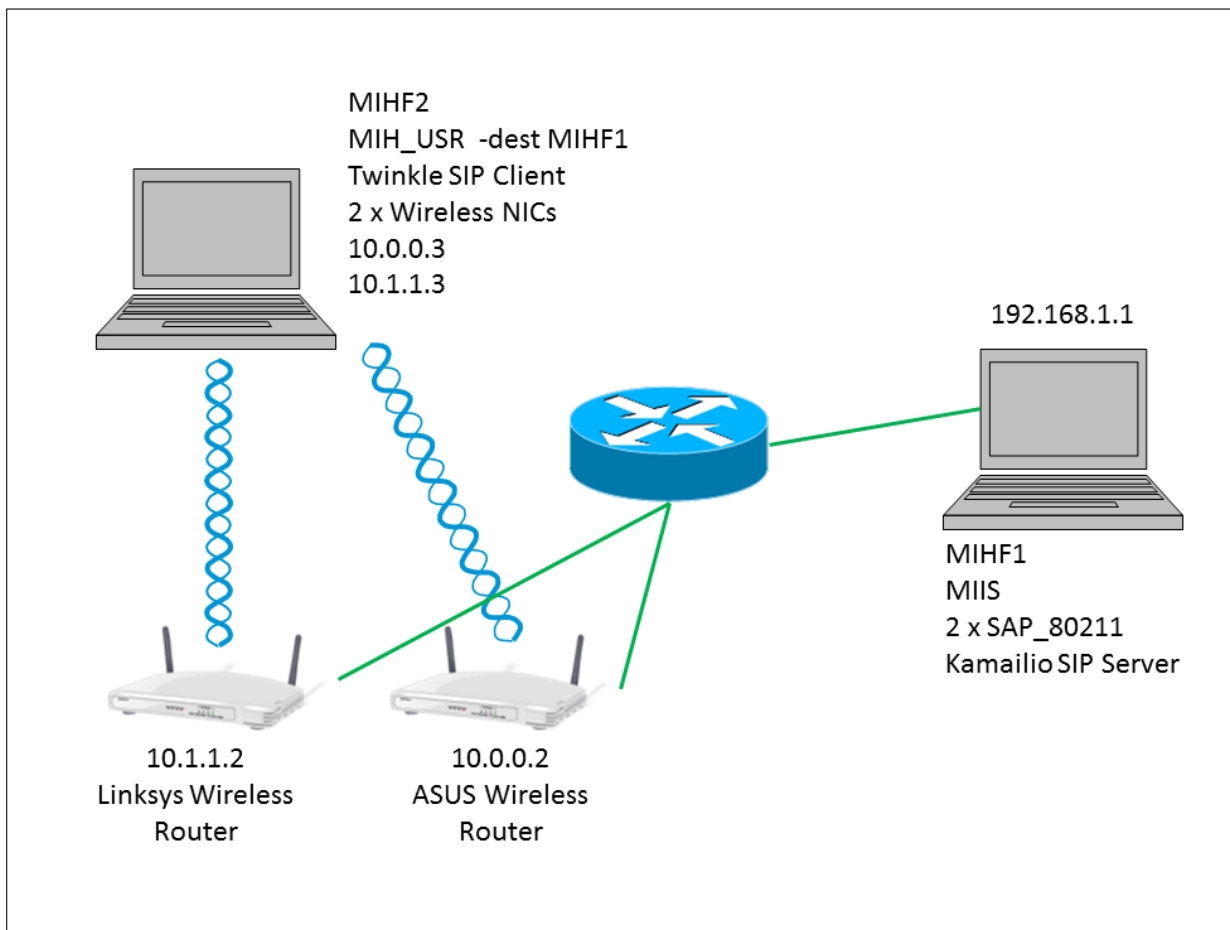 MIHF2
MIH_USR -dest MIHF1
Twinkle SIP Client
2 x Wireless NICs
10.0.0.3
10.1.1.3
192.168.1.1
MIHF1
MIIS
2 x SAP_80211
Kamailio SIP Server
10.1.1.2
Linksys Wireless
Router
10.0.0.2
ASUS Wireless
Router